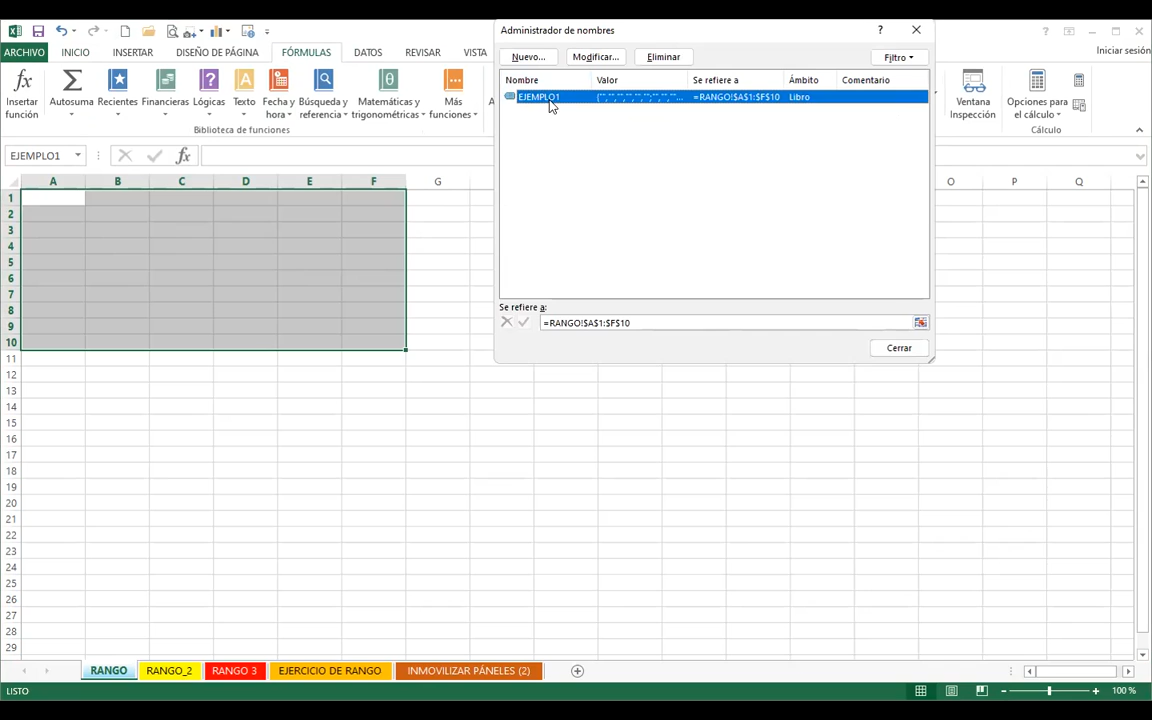 Administrador de nombres ?
ARCHIVO INICIO INSERTAR DISEÑO DE PÁGINA FÓRMULAS DATOS REVISAR VISTA Iniciar sesión
Nuevo... Modificar... Eliminar Filtro
Nombre Valor Se refiere a Ámbito Comentario
EJEMPLO1 {"","","","","","";"","",""... =RANGO!$A$1:$F$10 Libro
Insertar función Autosuma Recientes Financieras Lógicas Texto Fecha y hora Búsqueda y referencia Matemáticas y trigonométricas Más funciones Ventana Inspección Opciones para el cálculo
Biblioteca de funciones Cálculo
EJEMPLO1 fx
A B C D E F G O P Q
1
2
3
4
5
6
7
8
9
10
Se refiere a:
=RANGO!$A$1:$F$10
Cerrar
11
12
13
14
15
16
17
18
19
20
21
22
23
24
25
26
27
28
29
RANGO RANGO_2 RANGO 3 EJERCICIO DE RANGO INMOVILIZAR PÁNELES (2)
LISTO 100 %